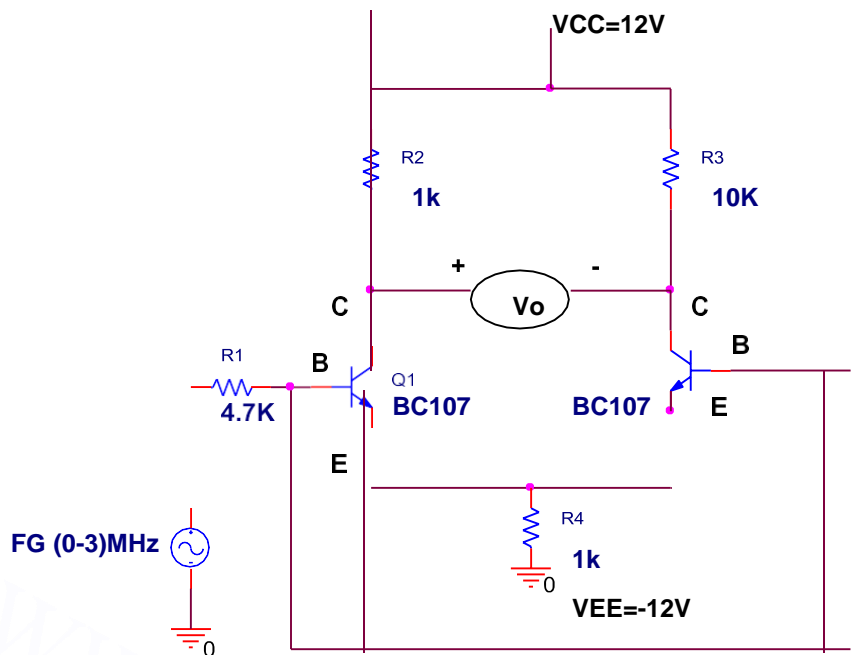 VCC=12V
R2
1k
R3
10K
+
-
Vo
C
C
R1
4.7K
B
Q1
BC107
BC107
B
E
E
R4
1k
0
FG (0-3)MHz
0
VEE=-12V